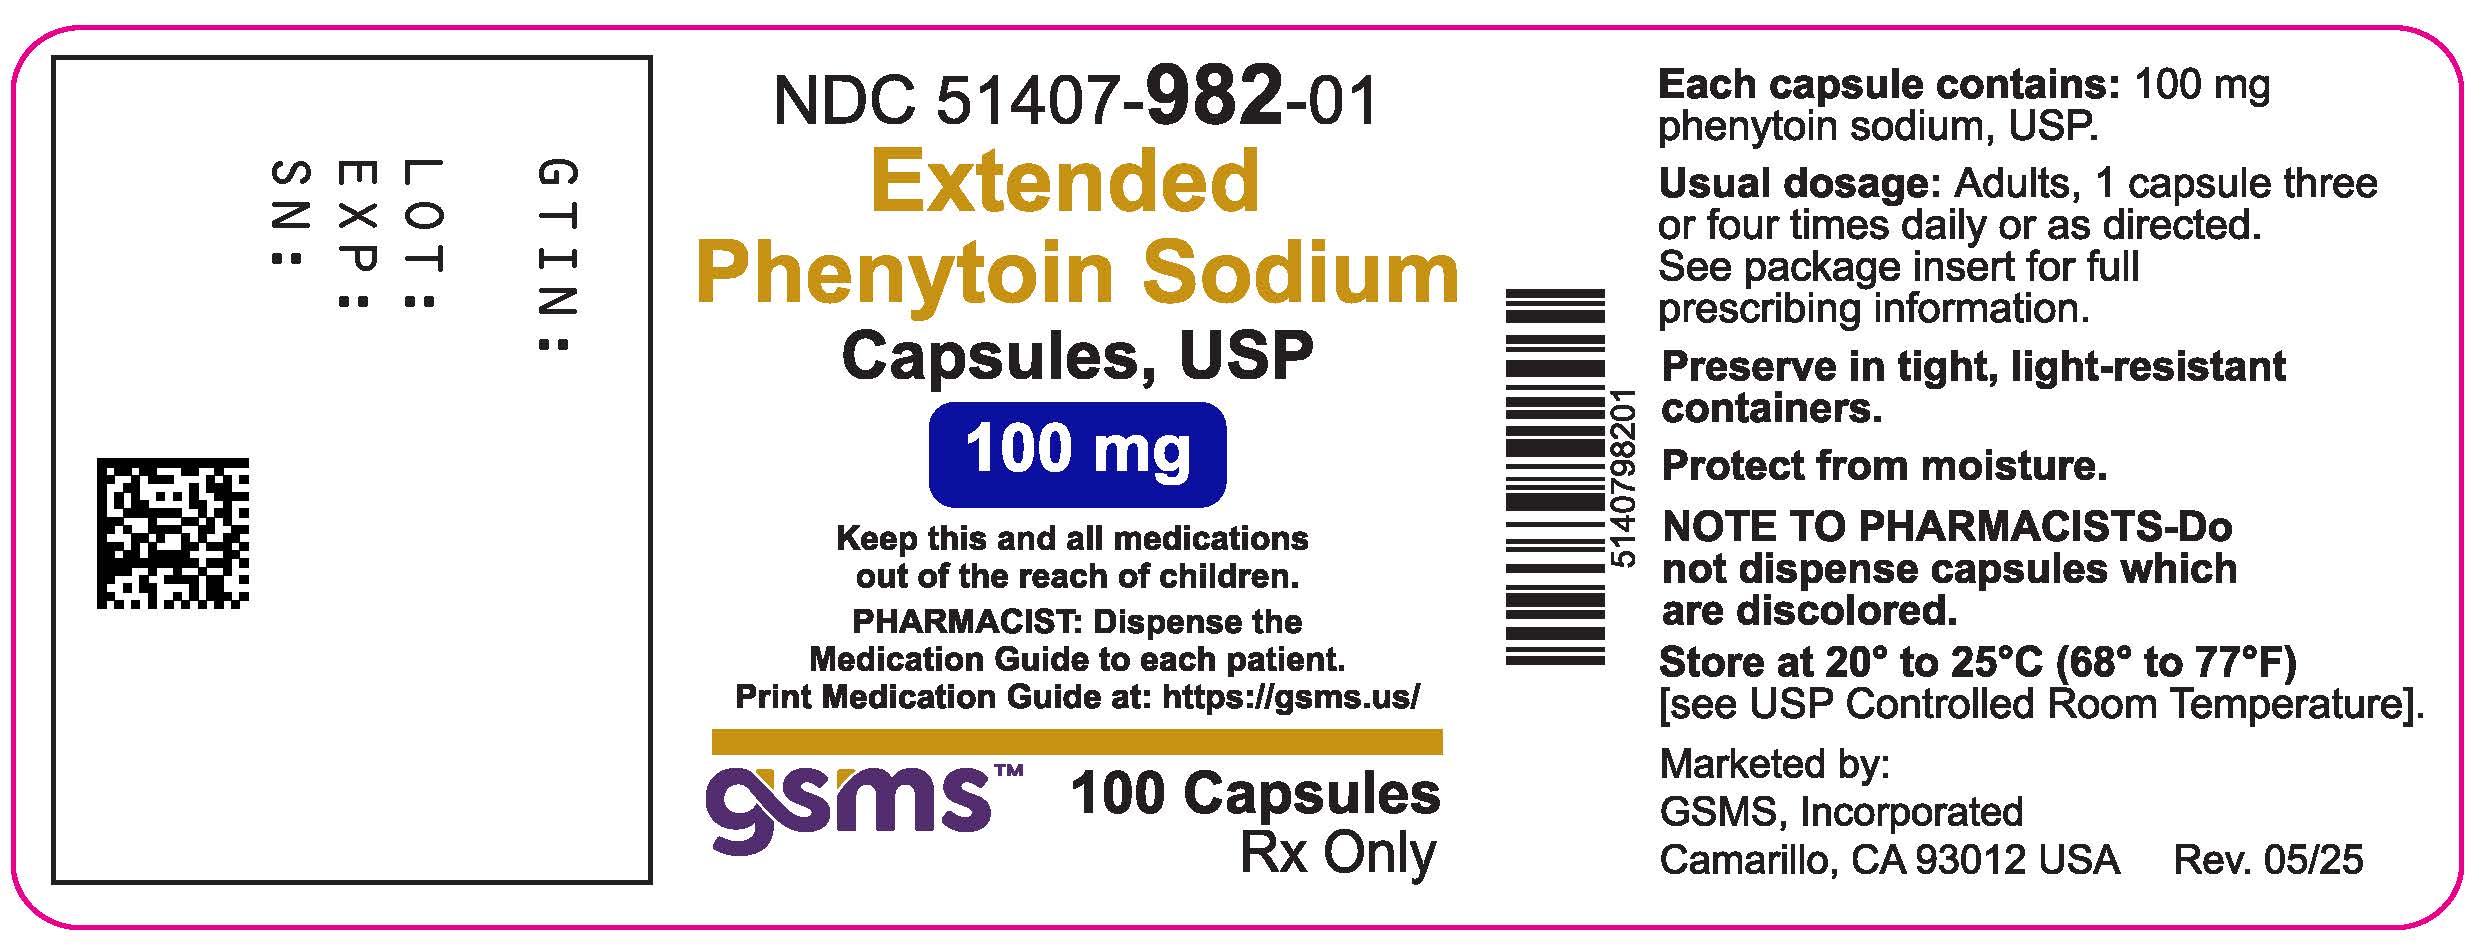 GTIN:
LOT:
EXP:
SN:
NDC 51407-982-01
Extended
Phenytoin Sodium
Capsules, USP
100 mg
Keep this and all medications
out of the reach of children.
PHARMACIST: Dispense the
Medication Guide to each patient.
Print Medication Guide at: https://gsms.us/
gsms™
100 Capsules
Rx Only
5140798201
Each capsule contains: 100 mg
phenytoin sodium, USP.
Usual dosage: Adults, 1 capsule three
or four times daily or as directed.
See package insert for full
prescribing information.
Preserve in tight, light-resistant
containers.
Protect from moisture.
NOTE TO PHARMACISTS-Do
not dispense capsules which
are discolored.
Store at 20° to 25°C (68° to 77°F)
[see USP Controlled Room Temperature].
Marketed by:
GSMS, Incorporated
Camarillo, CA 93012 USA Rev. 05/25